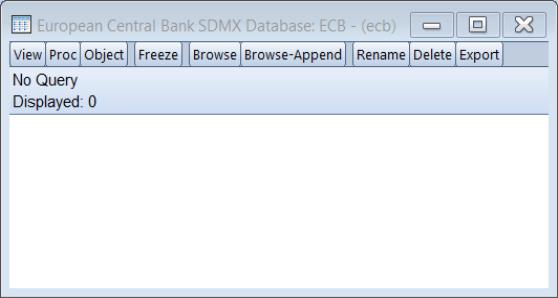 European Central Bank SDMX Database: ECB - (ecb)
View Proc Object Freeze Browse Browse-Append Rename Delete Export
No Query
Displayed: 0